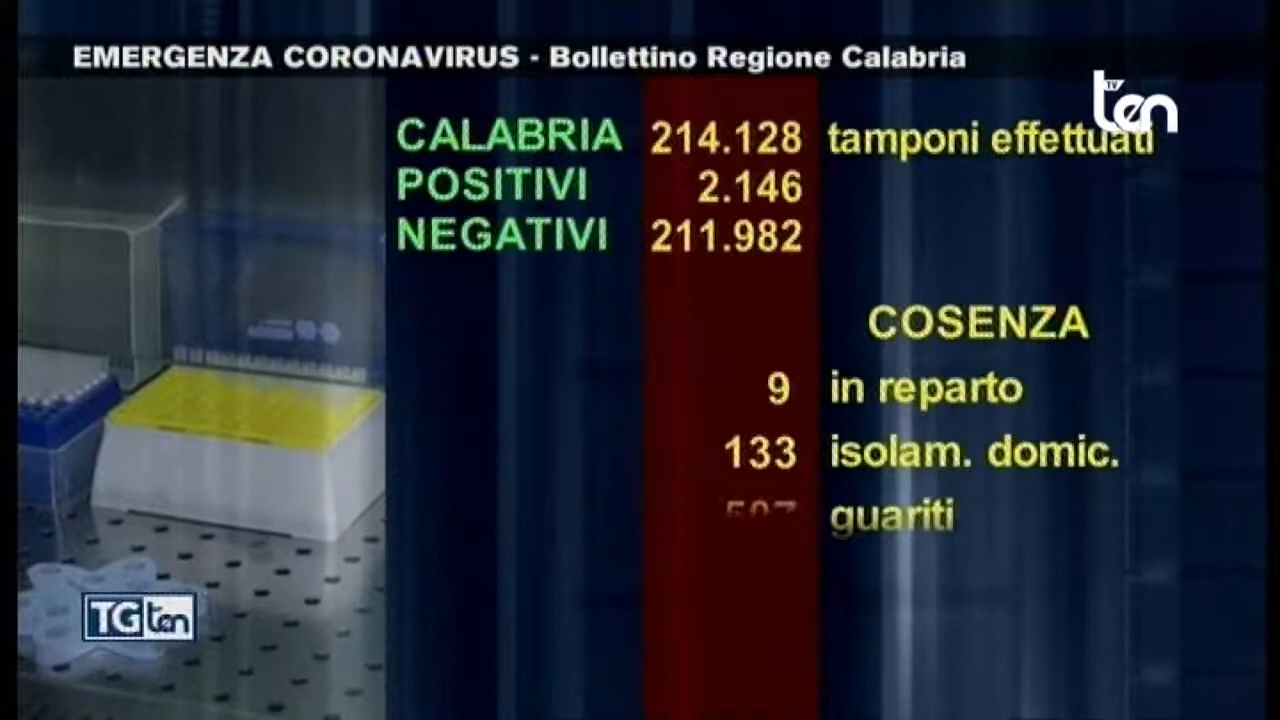 EMERGENZA CORONAVIRUS - Bollettino Regione Calabria
TV
ten
CALABRIA 214.128 tamponi effettuati
POSITIVI 2.146
NEGATIVI 211.982
COSENZA
9 in reparto
133 isolam. domic.
guariti
TG ten